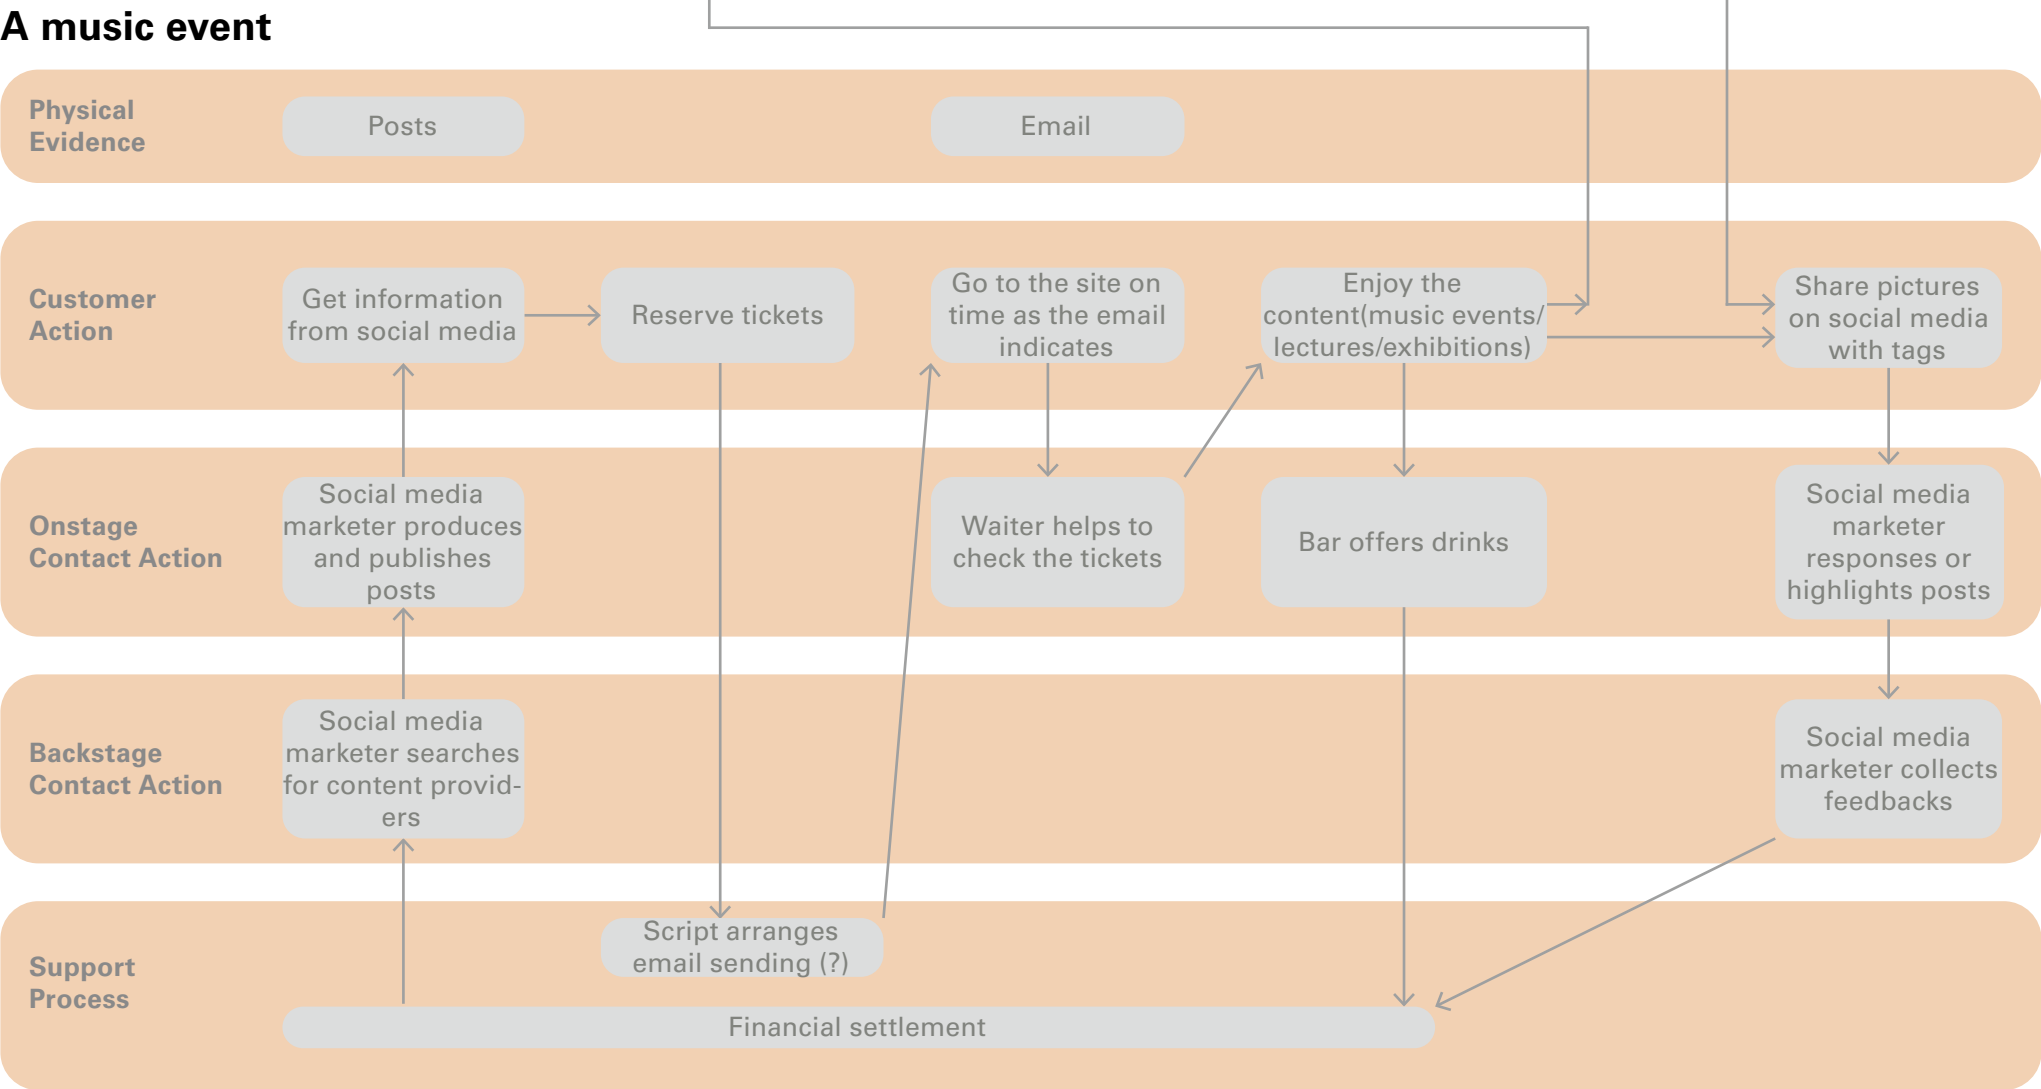 A music event
Physical
Evidence
Posts
Email
Customer
Action
Get information
from social media
Reserve tickets
Go to the site on
time as the email
indicates
Enjoy the
content(music events/
lectures/exhibitions)
Share pictures
on social media
with tags
Onstage
Contact Action
Social media
marketer produces
and publishes
posts
Waiter helps to
check the tickets
Bar offers drinks
Social media
marketer
responses or
highlights posts
Backstage
Contact Action
Social media
marketer searches
for content provid-
ers
Social media
marketer collects
feedbacks
Support
Process
Script arranges
email sending (?)
Financial settlement